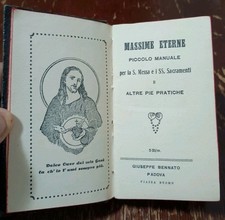 Dolce Cuor del mio Gesù
fa ch'io t'ami sempre più.
MASSIME ETERNE
PICCOLO MANUALE
per la S. Messa e i SS. Sacramenti
E
ALTRE PIE PRATICHE
GIUSEPPE BENNATO
PADOVA